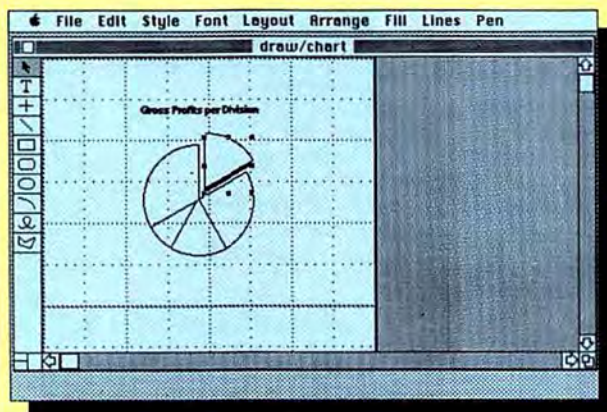 File Edit Style Font Layout Arrange Fill Lines Pen
draw/chart
T
Gross Profits per Division